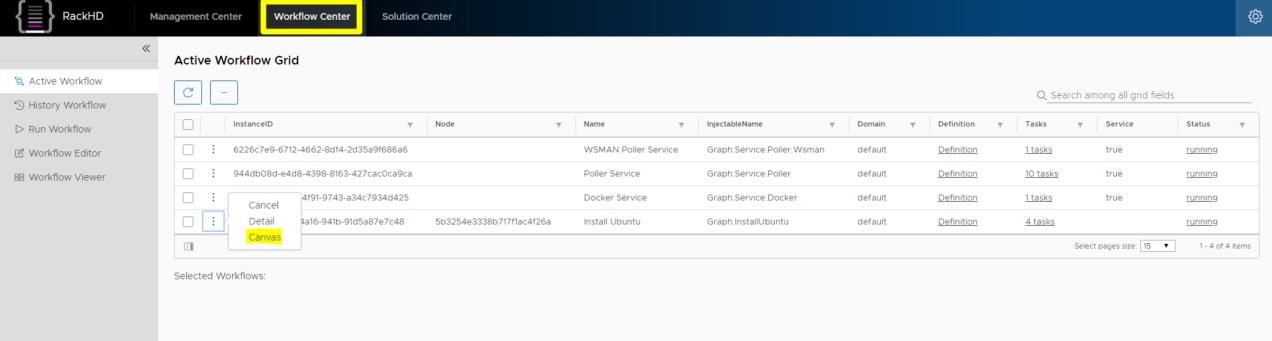 RackHD Management Center Workflow Center Solution Center
Active Workflow Grid
Active Workflow
History Workflow
Run Workflow
Workflow Editor
Workflow Viewer
Search among all grid fields
InstanceID Node Name InjectableName Domain Definition Tasks Service Status
6226c7e9-6712-4662-8df4-2d35a9f686a6 WSMAN Poller Service Graph.Service.Poller.Wsman default Definition 1 tasks true running
944db08d-e4d8-4398-8163-427cac0ca9ca Poller Service Graph.Service.Poller default Definition 10 tasks true running
4f91-9743-a34c7934d425 Docker Service Graph.Service.Docker default Definition 1 tasks true running
4a16-941b-91d5a87e7c48 5b3254e3338b717f1ac4f26a Install Ubuntu Graph.InstallUbuntu default Definition 4 tasks running
Cancel
Detail
Canvas
Select pages size: 15 1 - 4 of 4 items
Selected Workflows: